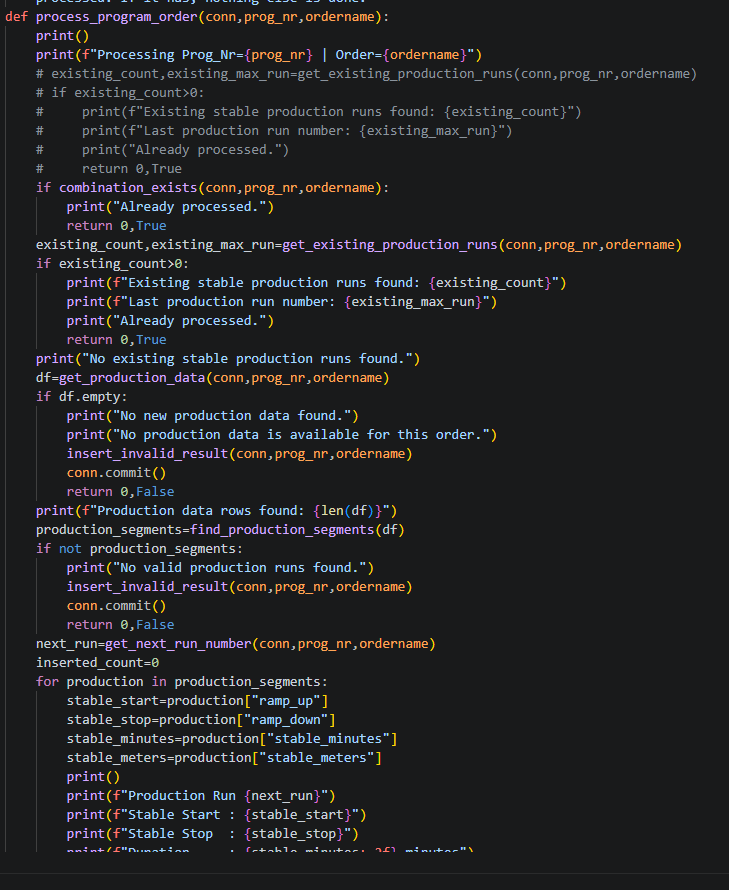 def process_program_order(conn,prog_nr,ordername):
    print()
    print(f"Processing Prog_Nr={prog_nr} | Order={ordername}")
    # existing_count,existing_max_run=get_existing_production_runs(conn,prog_nr,ordername)
    # if existing_count>0:
    #     print(f"Existing stable production runs found: {existing_count}")
    #     print(f"Last production run number: {existing_max_run}")
    #     print("Already processed.")
    #     return 0,True
    if combination_exists(conn,prog_nr,ordername):
        print("Already processed.")
        return 0,True
    existing_count,existing_max_run=get_existing_production_runs(conn,prog_nr,ordername)
    if existing_count>0:
        print(f"Existing stable production runs found: {existing_count}")
        print(f"Last production run number: {existing_max_run}")
        print("Already processed.")
        return 0,True
    print("No existing stable production runs found.")
    df=get_production_data(conn,prog_nr,ordername)
    if df.empty:
        print("No new production data found.")
        print("No production data is available for this order.")
        insert_invalid_result(conn,prog_nr,ordername)
        conn.commit()
        return 0,False
    print(f"Production data rows found: {len(df)}")
    production_segments=find_production_segments(df)
    if not production_segments:
        print("No valid production runs found.")
        insert_invalid_result(conn,prog_nr,ordername)
        conn.commit()
        return 0,False
    next_run=get_next_run_number(conn,prog_nr,ordername)
    inserted_count=0
    for production in production_segments:
        stable_start=production["ramp_up"]
        stable_stop=production["ramp_down"]
        stable_minutes=production["stable_minutes"]
        stable_meters=production["stable_meters"]
        print()
        print(f"Production Run {next_run}")
        print(f"Stable Start : {stable_start}")
        print(f"Stable Stop  : {stable_stop}")